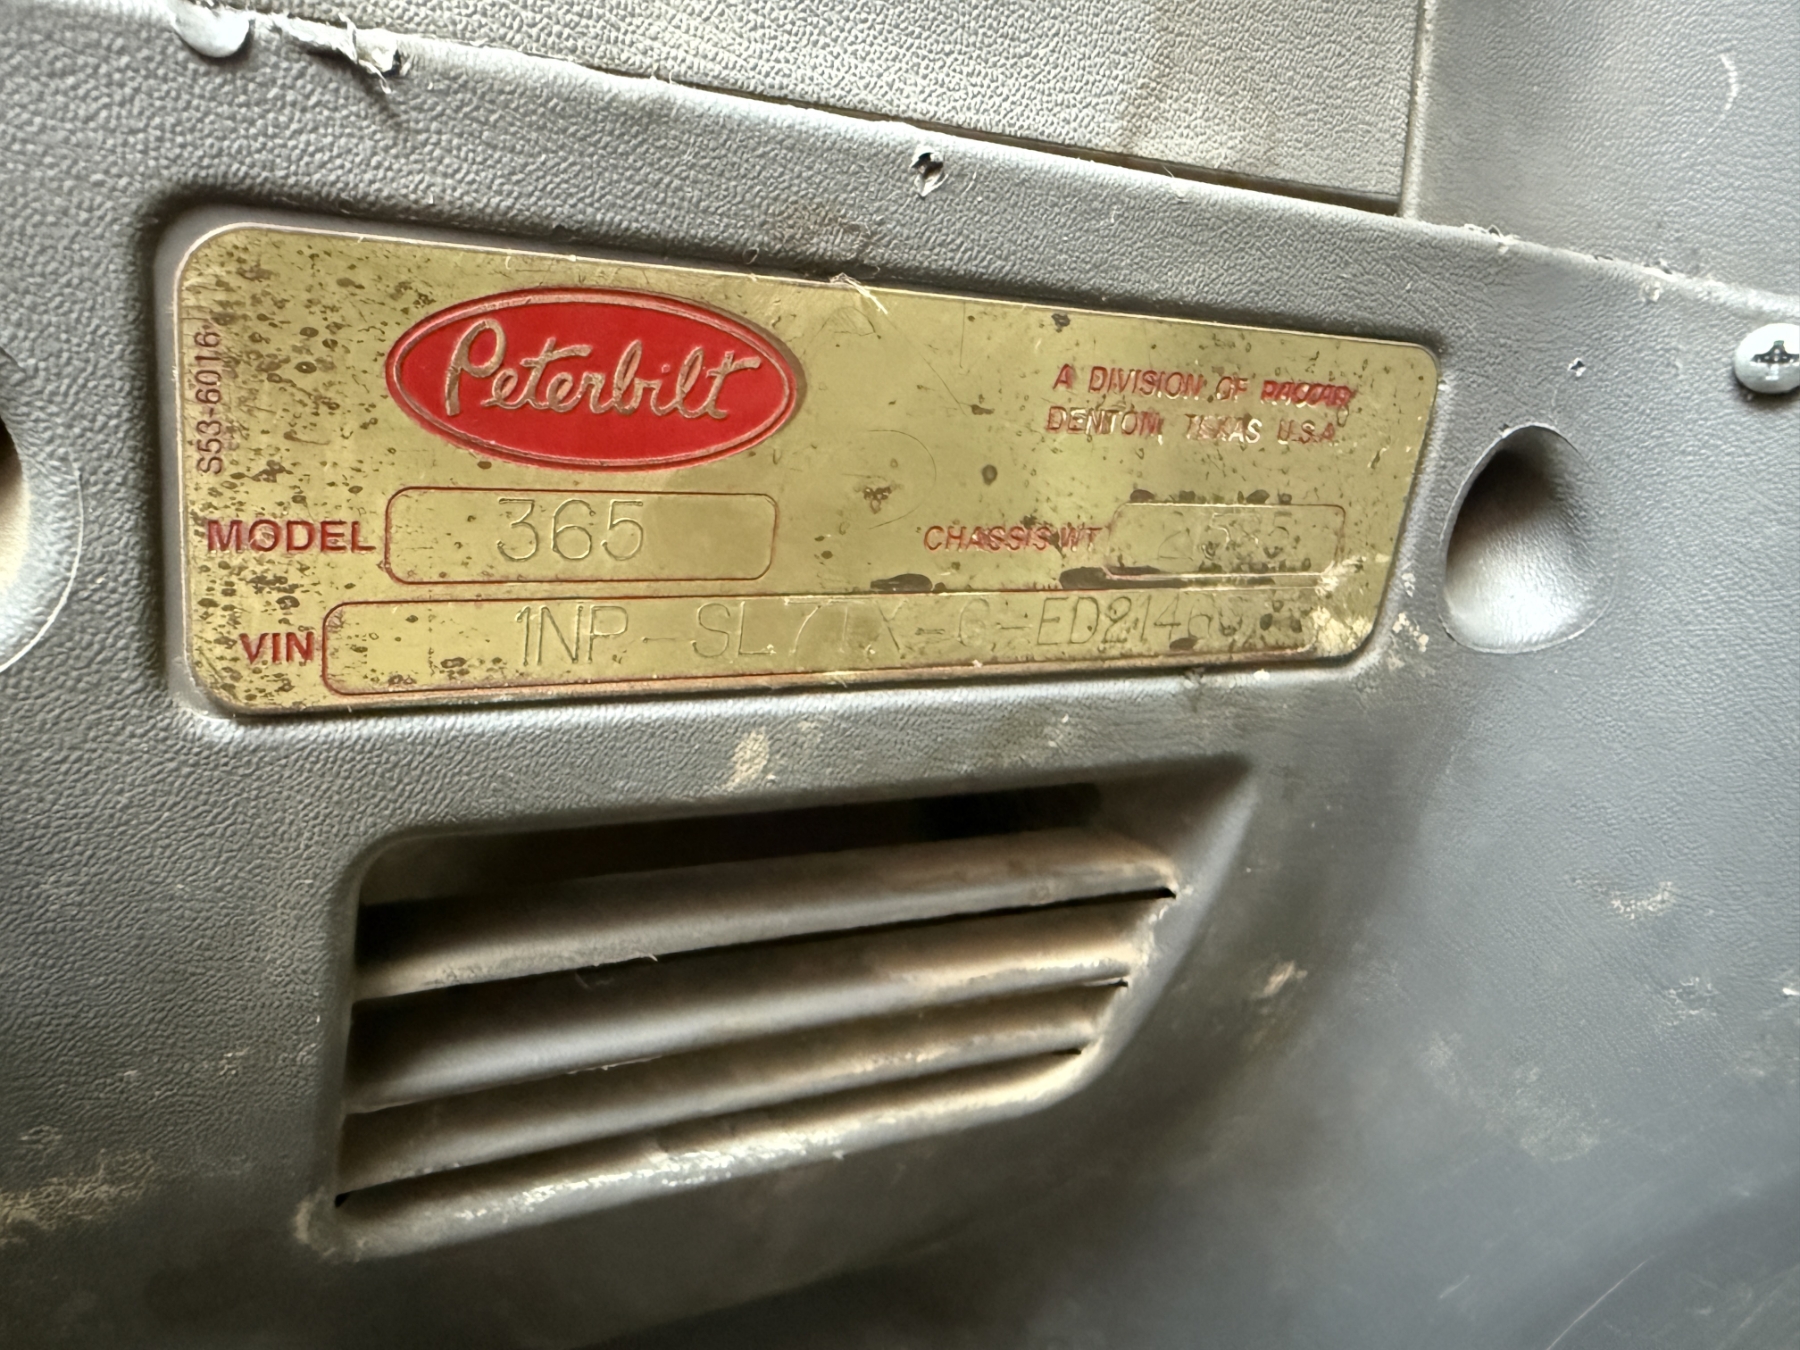 S53-6016
Peterbilt
A DIVISION OF PACCAR
DENTON, TEXAS U.S.A.
MODEL 365
CHASSIS WT
VIN